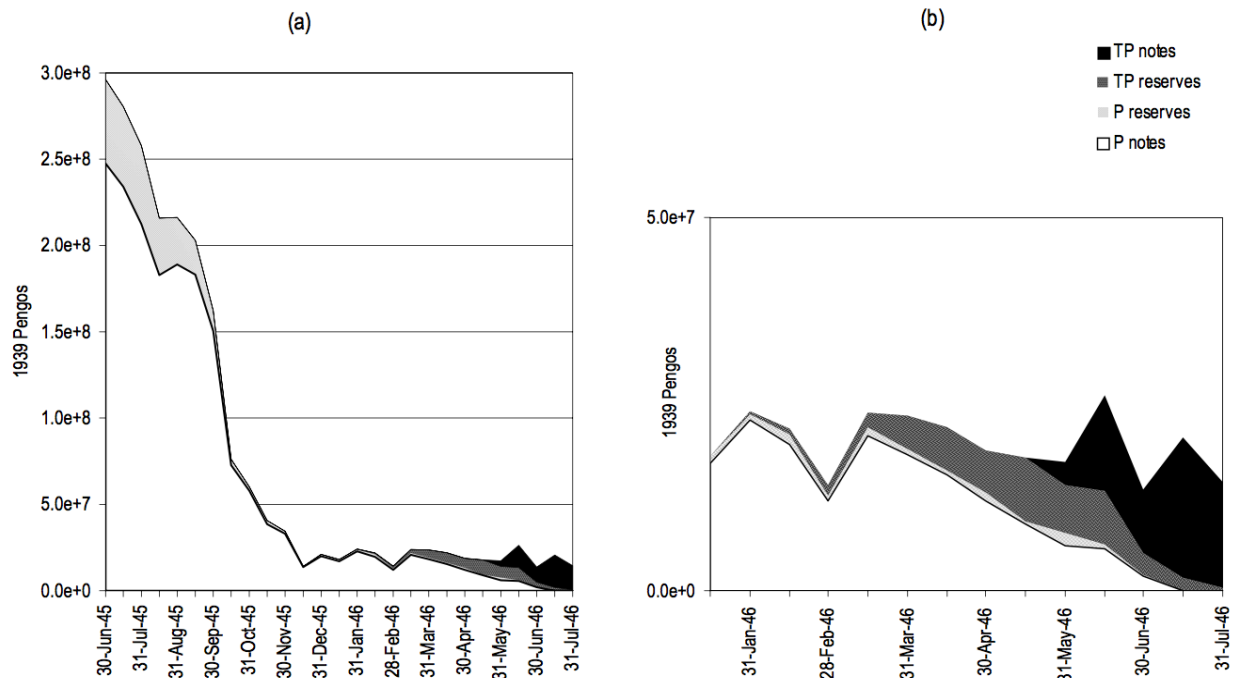 (a)
3.0e+8
2.5e+8
2.0e+8
1.5e+8
1.0e+8
5.0e+7
0.0e+0
1939 Pengos
30-Jun-45
31-Jul-45
31-Aug-45
30-Sep-45
31-Oct-45
30-Nov-45
31-Dec-45
31-Jan-46
28-Feb-46
31-Mar-46
30-Apr-46
31-May-46
30-Jun-46
31-Jul-46
(b)
TP notes
TP reserves
P reserves
P notes
5.0e+7
0.0e+0
1939 Pengos
31-Jan-46
28-Feb-46
31-Mar-46
30-Apr-46
31-May-46
30-Jun-46
31-Jul-46